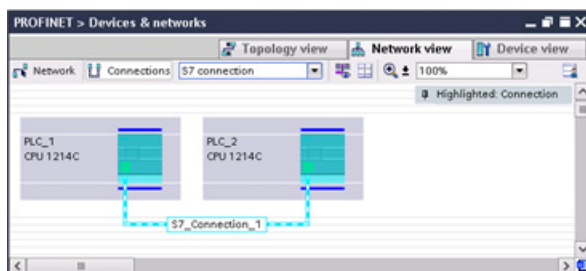 PROFINET > Devices & networks
Topology view Network view Device view
Network Connections S7 connection 100%
Highlighted: Connection
PLC_1 PLC_2
CPU 1214C CPU 1214C
S7_Connection_1